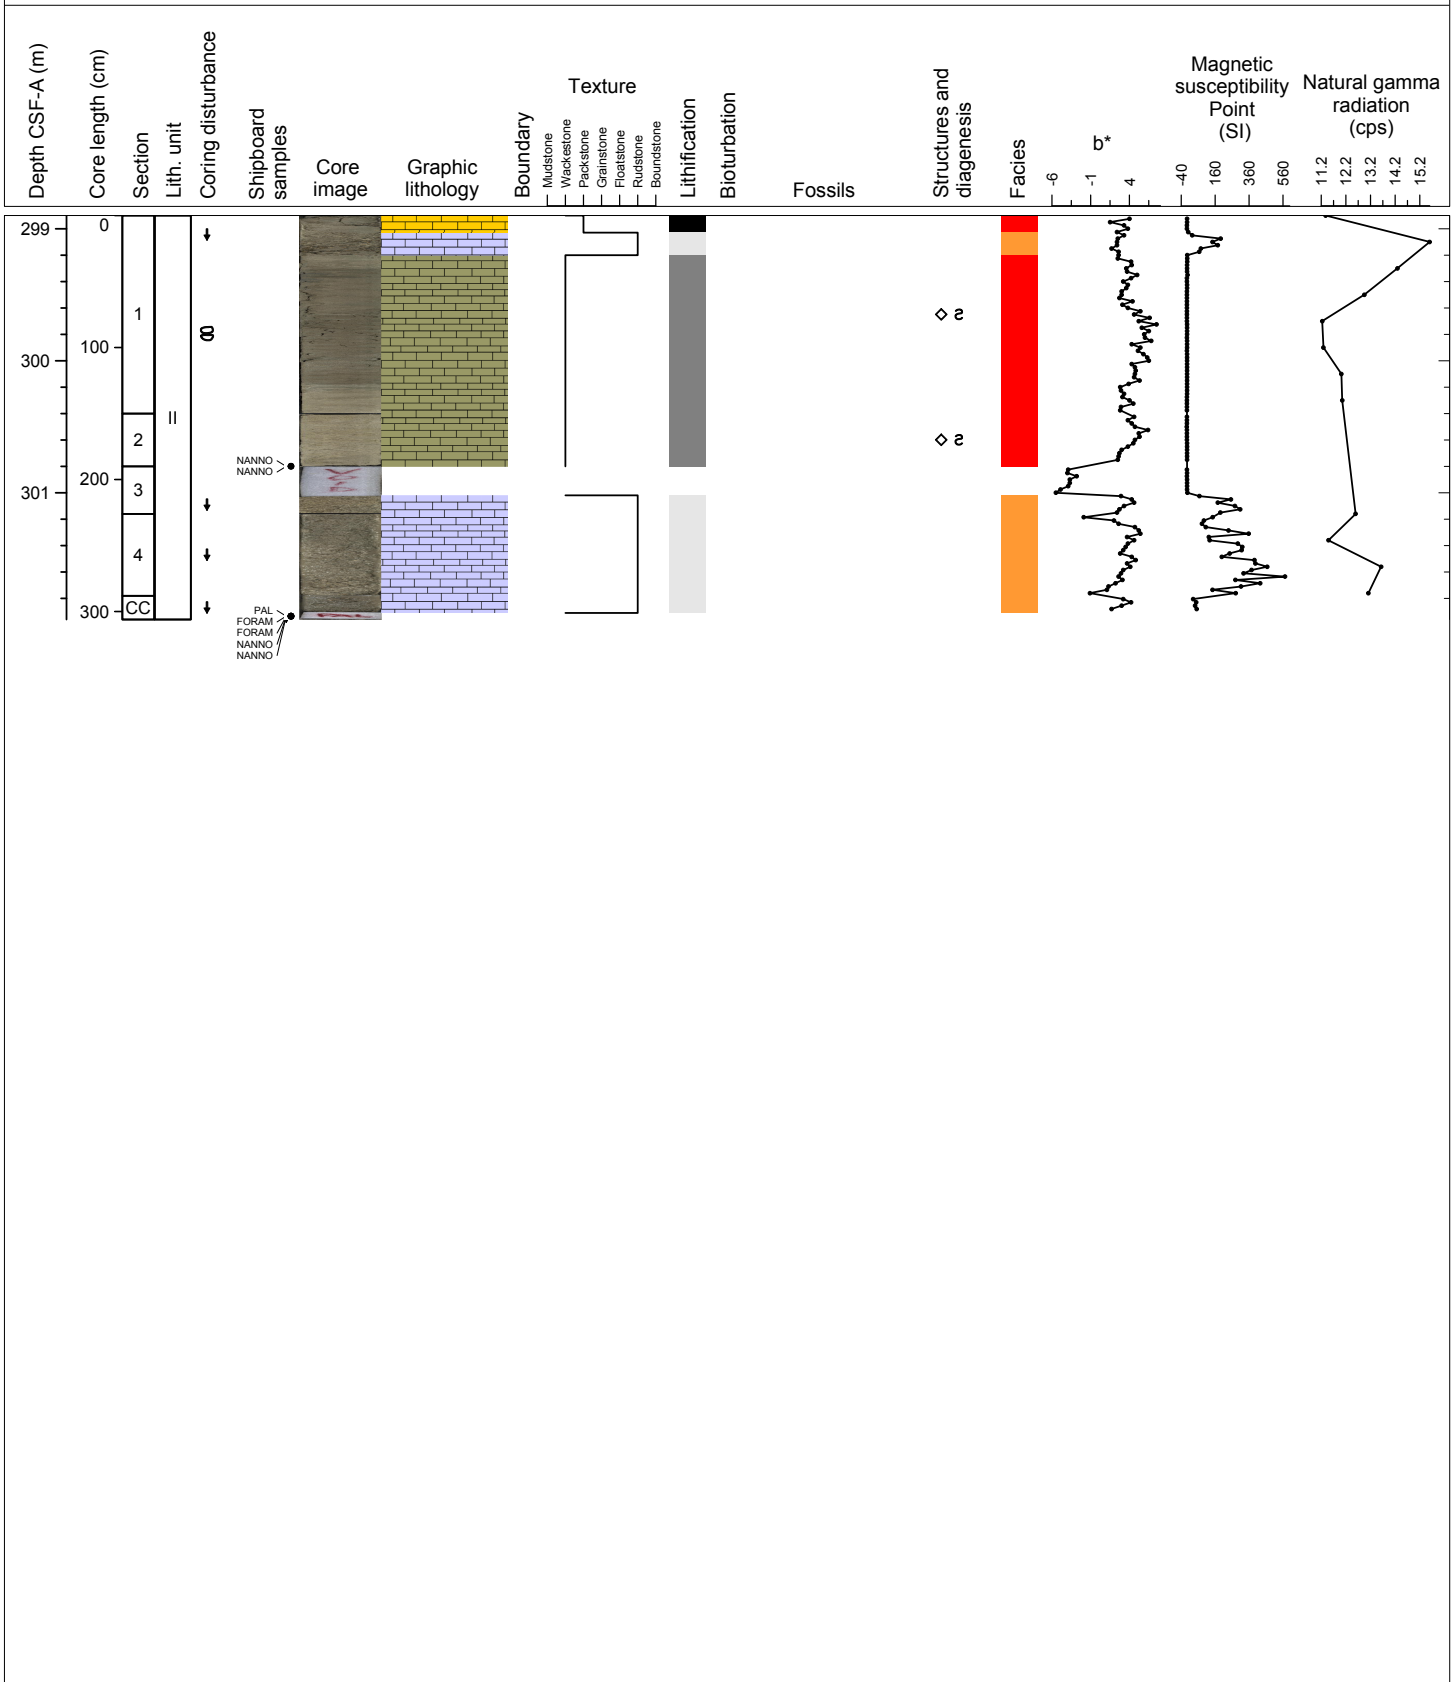 Depth CSF-A (m)
Core length (cm)
Section
Lith. unit
Coring disturbance
Shipboard
samples
Core
image
Graphic
lithology
Boundary
Texture
Mudstone
Wackestone
Packstone
Grainstone
Floatstone
Rudstone
Boundstone
Lithification
Bioturbation
Fossils
Structures and
diagenesis
Facies
b*
-6
-1
4
Magnetic
susceptibility
Point
(SI)
-40
160
360
560
Natural gamma
radiation
(cps)
11.2
12.2
13.2
14.2
15.2
299
300
301
0
100
200
300
1
2
3
4
CC
II
NANNO
NANNO
PAL
FORAM
FORAM
NANNO
NANNO